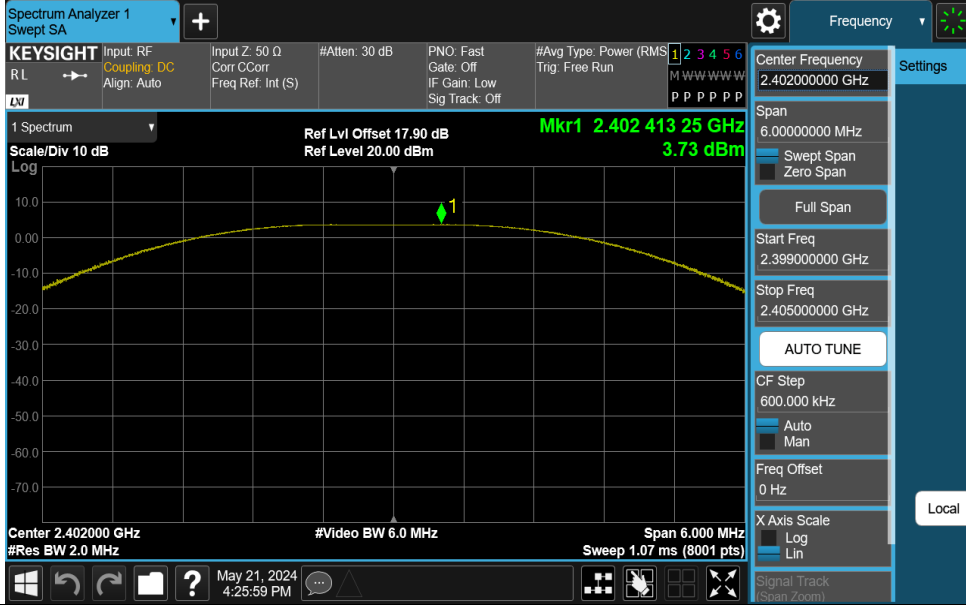 Spectrum Analyzer 1
Swept SA
Frequency
KEYSIGHT
RL
LXI
Input: RF
Coupling: DC
Align: Auto
Input Z: 50 Ω
Corr CCorr
Freq Ref: Int (S)
#Atten: 30 dB
PNO: Fast
Gate: Off
IF Gain: Low
Sig Track: Off
#Avg Type: Power (RMS
Trig: Free Run
1 2 3 4 5 6
M W W W W W
P P P P P P
1 Spectrum
Scale/Div 10 dB
Log
Ref Lvl Offset 17.90 dB
Ref Level 20.00 dBm
Mkr1 2.402 413 25 GHz
3.73 dBm
1
10.0
0.00
-10.0
-20.0
-30.0
-40.0
-50.0
-60.0
-70.0
Center 2.402000 GHz
#Res BW 2.0 MHz
#Video BW 6.0 MHz
Span 6.000 MHz
Sweep 1.07 ms (8001 pts)
May 21, 2024
4:25:59 PM
Center Frequency
2.402000000 GHz
Span
6.00000000 MHz
Swept Span
Zero Span
Full Span
Start Freq
2.399000000 GHz
Stop Freq
2.405000000 GHz
AUTO TUNE
CF Step
600.000 kHz
Auto
Man
Freq Offset
0 Hz
X Axis Scale
Log
Lin
Signal Track
(Span Zoom)
Settings
Local